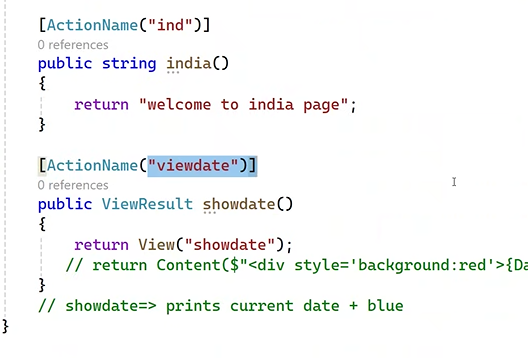 [ActionName("ind")]
0 references
public string india()
{
return "welcome to india page";
}
[ActionName("viewdate")]
0 references
public ViewResult showdate()
{
return View("showdate");
// return Content($"<div style='background:red'>{Da
}
// showdate=> prints current date + blue
}